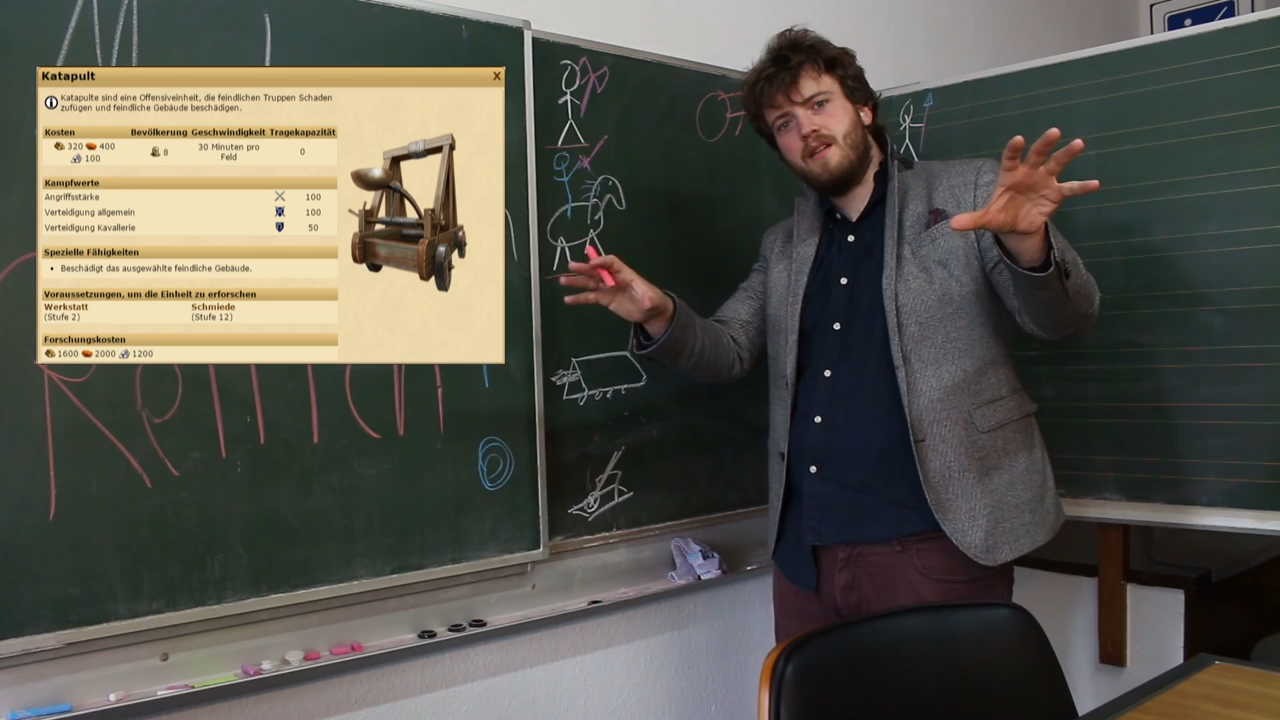 Katapult X
Katapulte sind eine Offensiveinheit, die feindlichen Truppen Schaden
zufügen und feindliche Gebäude beschädigen.
Kosten Bevölkerung Geschwindigkeit Tragekapazität
320 400 8 30 Minuten pro 0
100 Feld
Kampfwerte
Angriffsstärke 100
Verteidigung allgemein 100
Verteidigung Kavallerie 50
Spezielle Fähigkeiten
• Beschädigt das ausgewählte feindliche Gebäude.
Voraussetzungen, um die Einheit zu erforschen
Werkstatt Schmiede
(Stufe 2) (Stufe 12)
Forschungskosten
1600 2000 1200